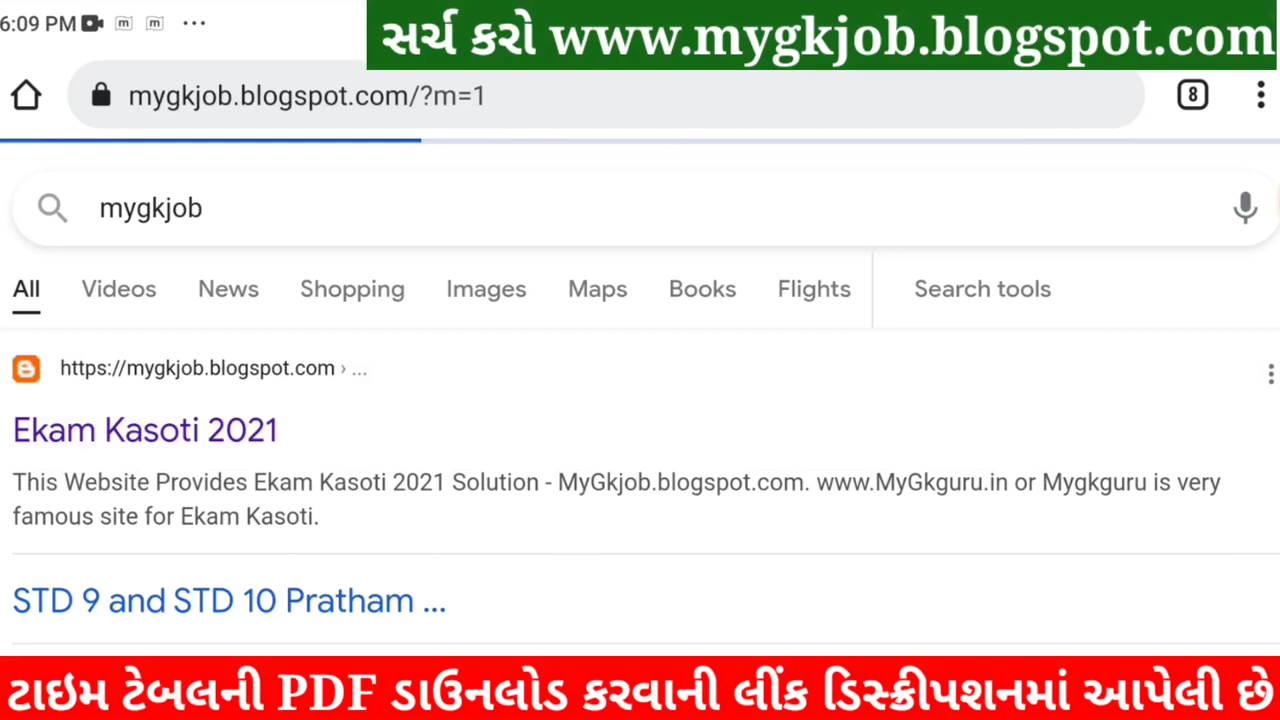 6:09 PM
સર્ચ કરો www.mygkjob.blogspot.com
mygkjob.blogspot.com/?m=1
8
mygkjob
All Videos News Shopping Images Maps Books Flights Search tools
https://mygkjob.blogspot.com › ...
Ekam Kasoti 2021
This Website Provides Ekam Kasoti 2021 Solution - MyGkjob.blogspot.com. www.MyGkguru.in or Mygkguru is very
famous site for Ekam Kasoti.
STD 9 and STD 10 Pratham ...
ટાઇમ ટેબલની PDF ડાઉનલોડ કરવાની લીંક ડિસ્ક્રીપશનમાં આપેલી છે